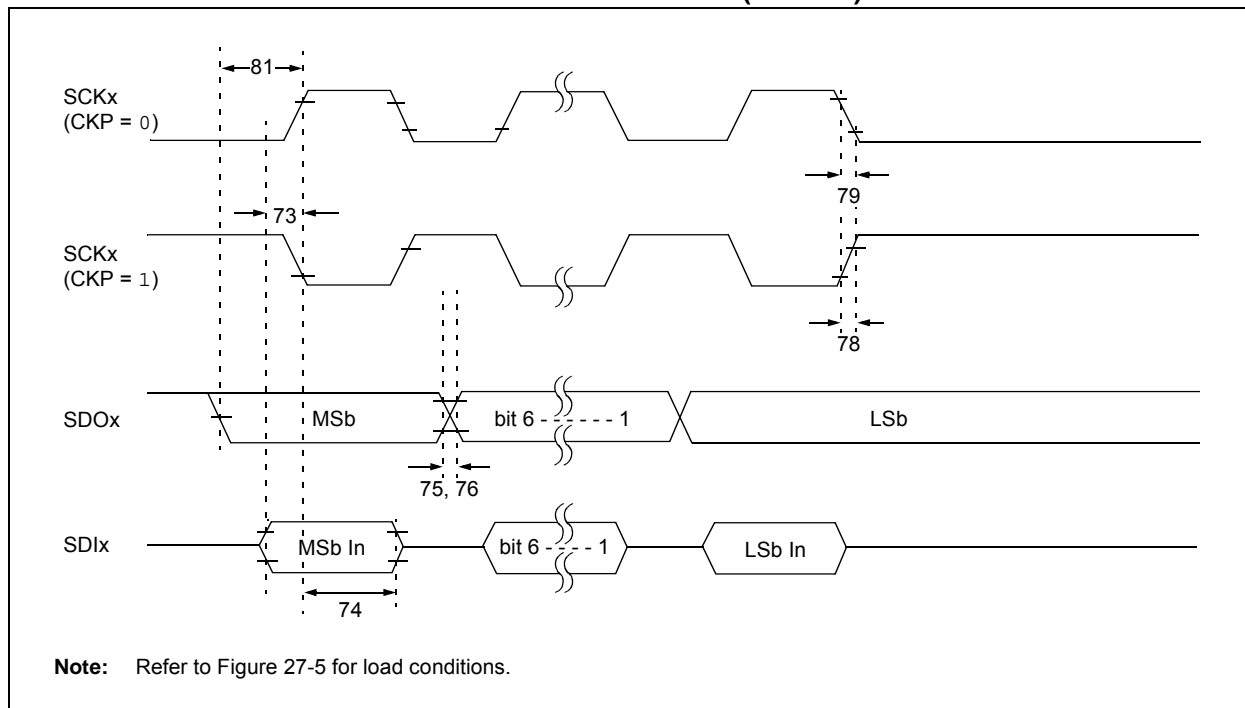 81
SCKx
(CKP = 0)
79
73
SCKx
(CKP = 1)
78
SDOx
MSb
bit 6 - - - - - - 1
LSb
75, 76
SDIx
MSb In
bit 6 - - - - 1
LSb In
74
Note: Refer to Figure 27-5 for load conditions.